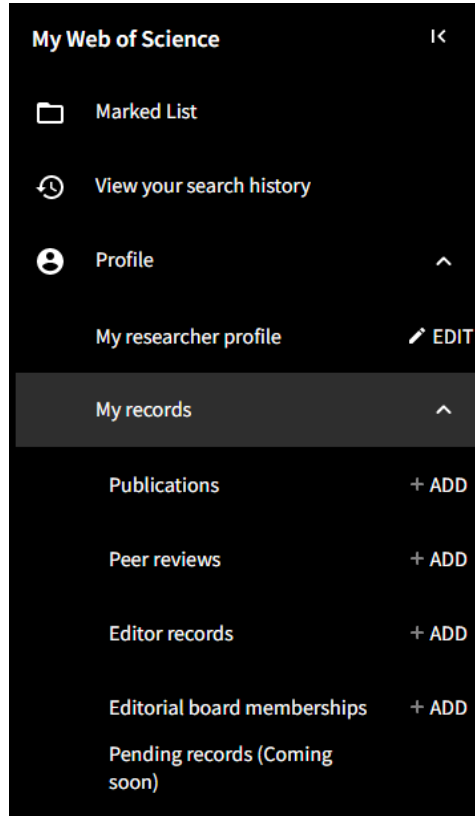 My Web of Science
Marked List
View your search history
Profile
My researcher profile EDIT
My records
Publications + ADD
Peer reviews + ADD
Editor records + ADD
Editorial board memberships + ADD
Pending records (Coming
soon)